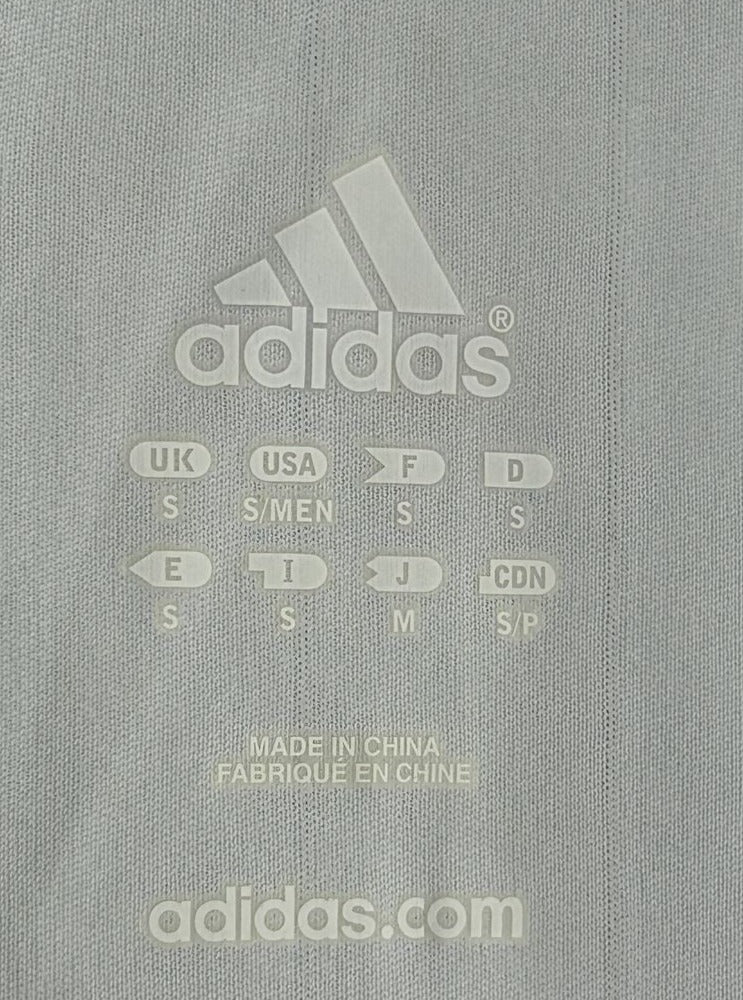 adidas®
UK USA F D
S S/MEN S S
E I J CDN
S S M S/P
MADE IN CHINA
FABRIQUÉ EN CHINE
adidas.com